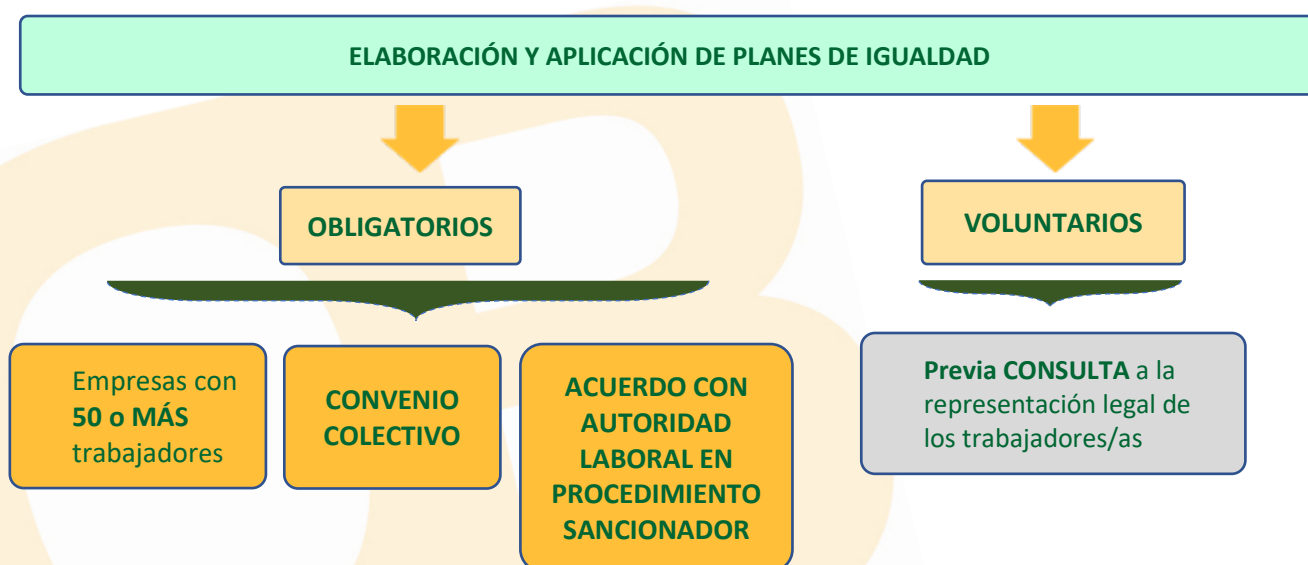 ELABORACIÓN Y APLICACIÓN DE PLANES DE IGUALDAD
OBLIGATORIOS
VOLUNTARIOS
Empresas con
50 o MÁS
trabajadores
CONVENIO
COLECTIVO
ACUERDO CON
AUTORIDAD
LABORAL EN
PROCEDIMIENTO
SANCIONADOR
Previa CONSULTA a la
representación legal de
los trabajadores/as